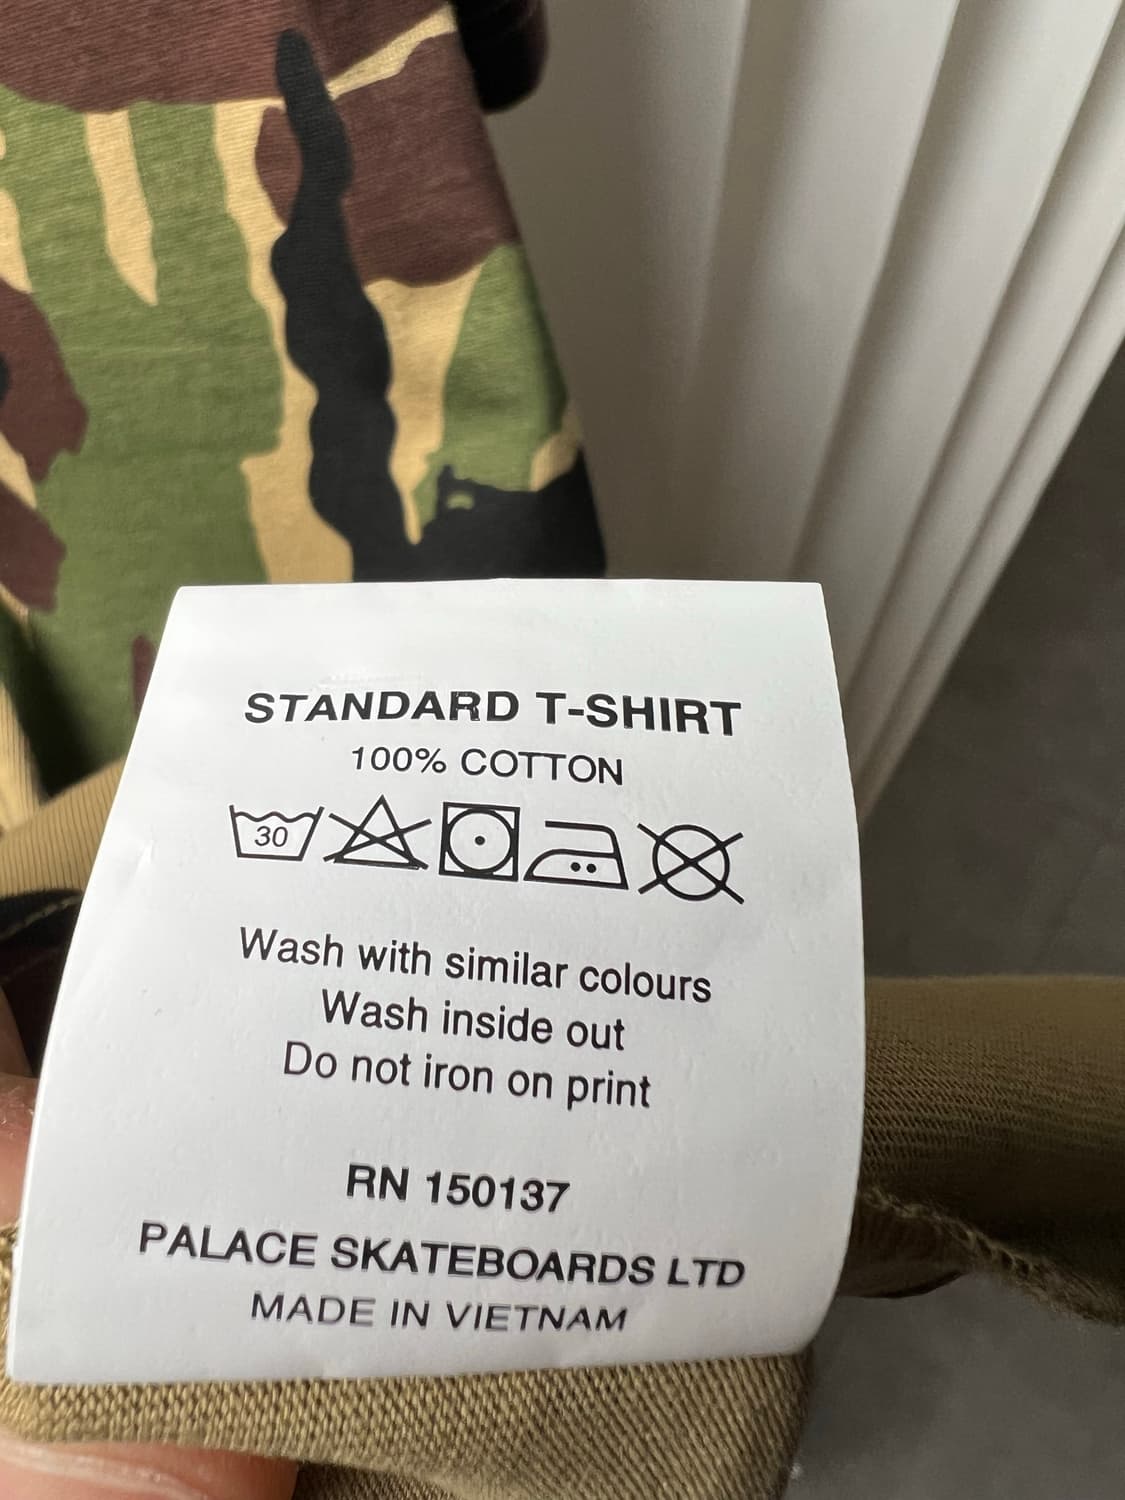 STANDARD T-SHIRT
100% COTTON
30
Wash with similar colours
Wash inside out
Do not iron on print
RN 150137
PALACE SKATEBOARDS LTD
MADE IN VIETNAM